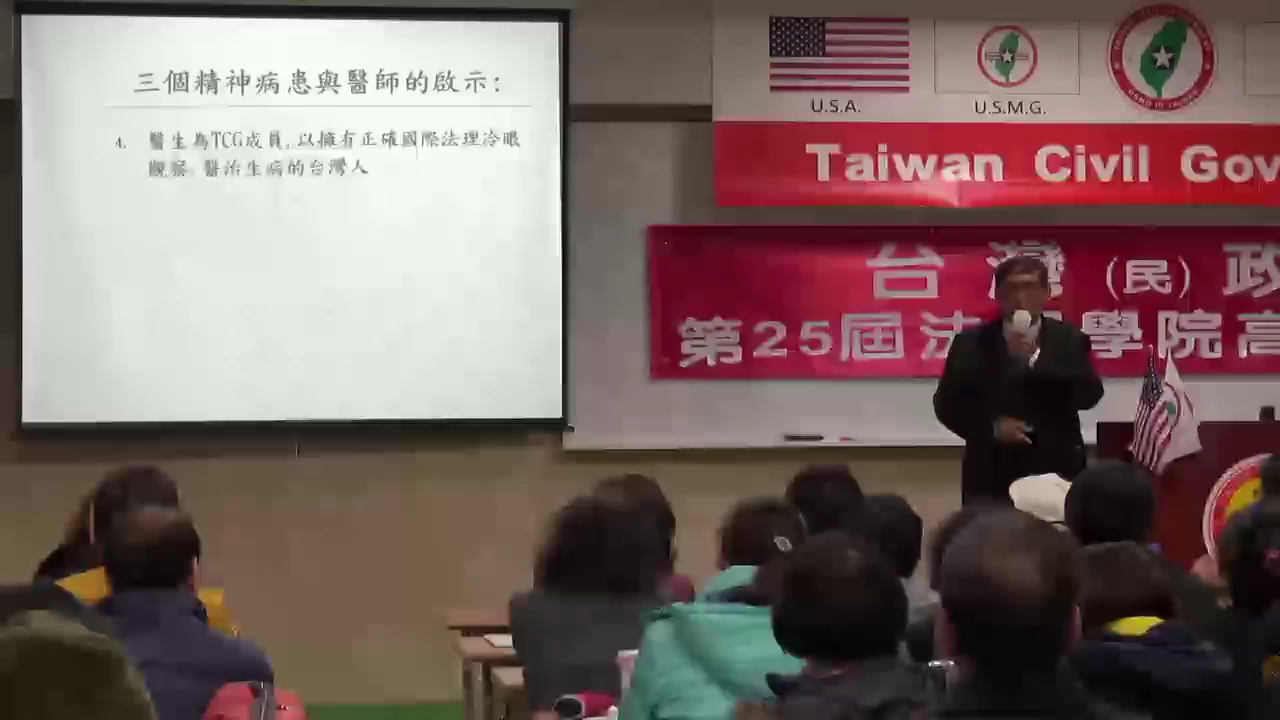 三個精神病患與醫師的啟示:
4. 醫生為TCG成員,以擁有正確國際法理冷眼
觀察,醫治生病的台灣人
U.S.A.
U.S.M.G.
Taiwan Civil Gov
台灣(民)政
第25屆法學院高